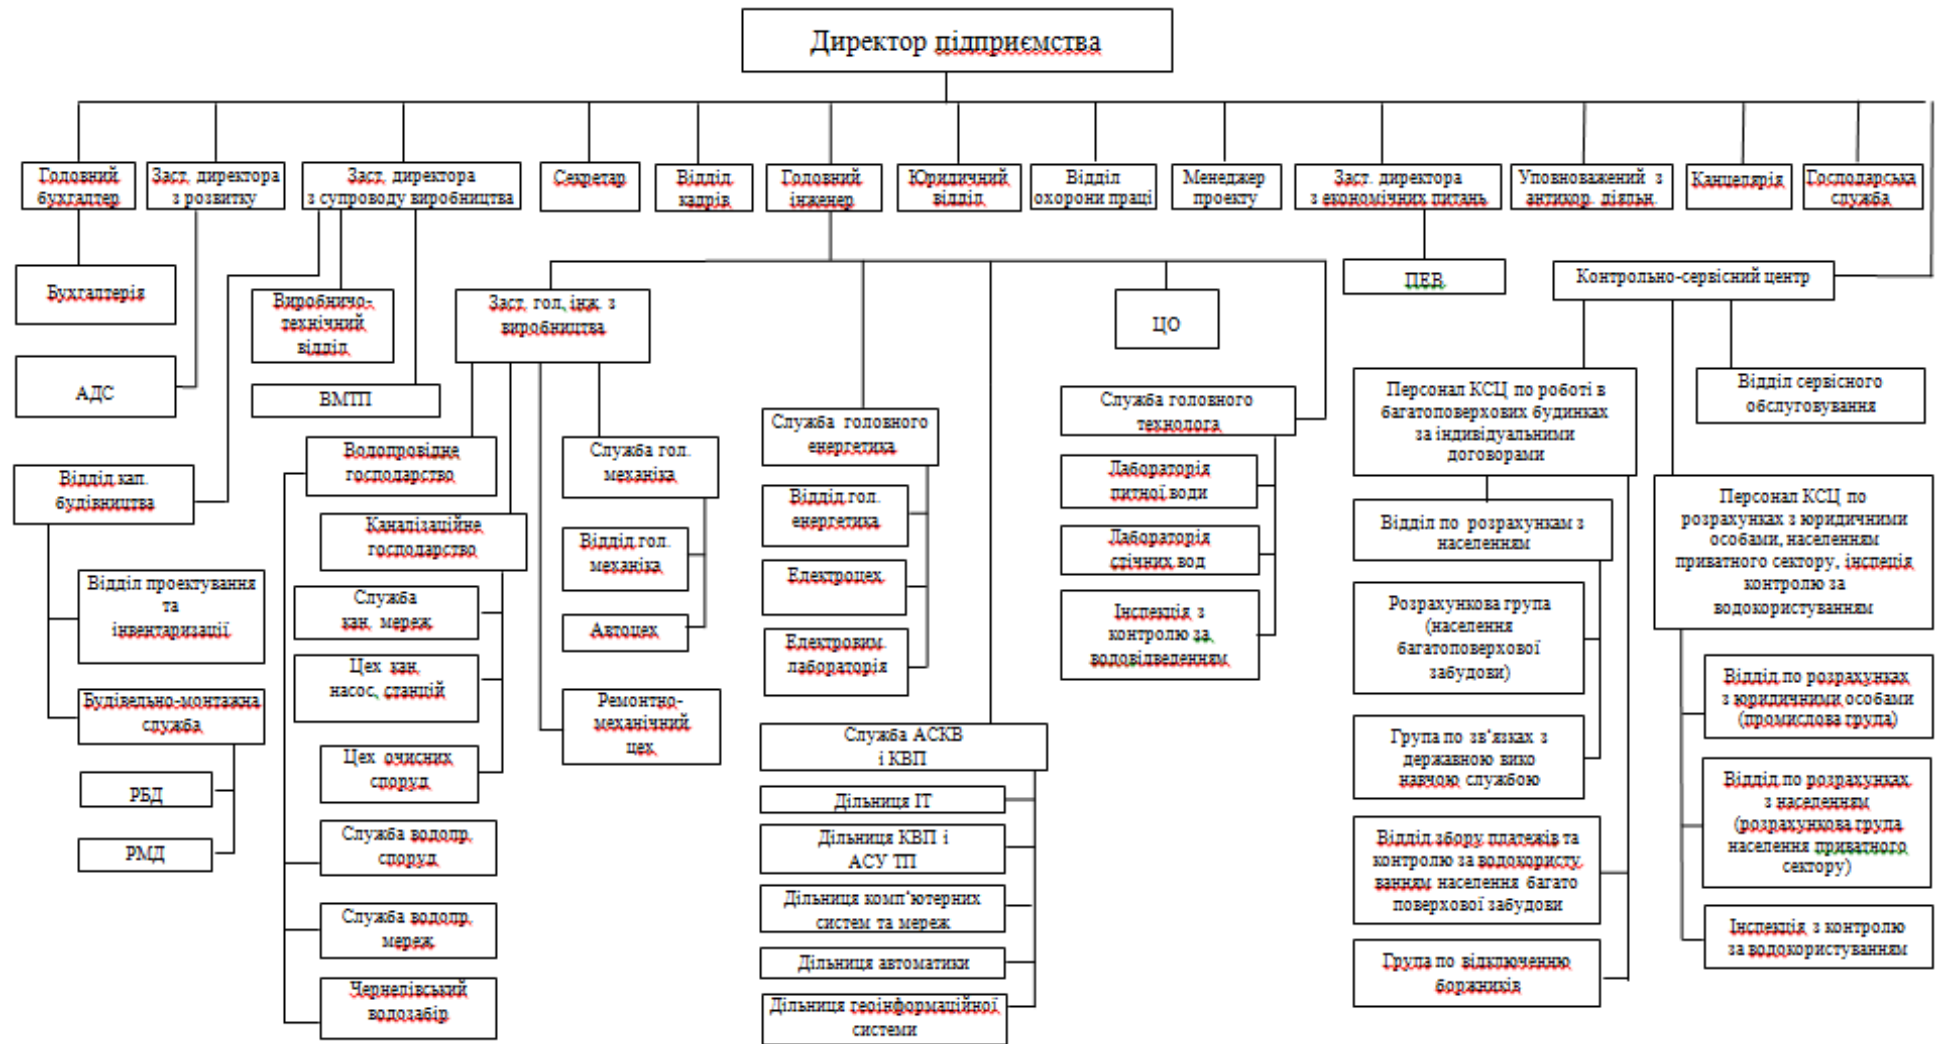 Директор підприємства
Головний
бухгалтер
Заст. директора
з розвитку
Заст. директора
з супроводу виробництва
Секретар
Відділ
кадрів
Головний
інженер
Юридичний
відділ
Відділ
охорони праці
Менеджер
проекту
Заст. директора
з економічних питань
Уповноважений з
антикор. діяльн.
Канцелярія
Господарська
служба
Бухгалтерія
Виробничо-
технічний
відділ
Заст. гол. інж. з
виробництва
ЦО
ПЕВ
Контрольно-сервісний центр
АДС
ВМТП
Служба головного
енергетика
Служба головного
технолога
Персонал КСЦ по роботі в
багатоповерхових будинках
за індивідуальними
договорами
Відділ сервісного
обслуговування
Відділ кап.
будівництва
Водопровідне
господарство
Служба гол.
механіка
Відділ гол.
енергетика
Лабораторія
питної води
Відділ по розрахункам з
населенням
Персонал КСЦ по
розрахунках з юридичними
особами, населенням
приватного сектору, інспеція
контролю за
водокористуванням
Каналізаційне
господарство
Відділ гол.
механіка
Електроцех
Лабораторія
стічних вод
Відділ проектування
та
інвентаризації
Служба
кан. мереж
Автоцех
Електровим.
лабораторія
Інспекція з
контролю за
водовідведенням
Розрахункова група
(населення
багатоповерхової
забудови)
Цех кан.
насос. станцій
Будівельно-монтажна
служба
Ремонтно-
механічний
цех
Служба АСКВ
і КВП
Група по зв'язках з
державною вико
навчою службою
Відділ по розрахунках
з юридичними особами
(промислова група)
Цех очисних
споруд
РБД
Дільниця ІТ
Дільниця КВП і
АСУ ТП
Відділ збору платежів та
контролю за водокористу
ванням населення багато
поверхової забудови
Відділ по розрахунках
з населенням
(розрахункова група
населення приватного
сектору)
РМД
Служба водопр.
споруд
Дільниця комп'ютерних
систем та мереж
Служба водопр.
мереж
Дільниця автоматики
Група по відключенню
боржників
Інспекція з контролю
за водокористуванням
Чернелівський
водозабір
Дільниця геоінформаційної
системи